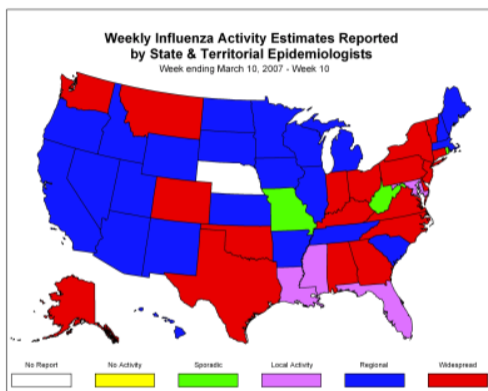 Weekly Influenza Activity Estimates Reported
by State & Territorial Epidemiologists
Week ending March 10, 2007 - Week 10
No Report
No Activity
Sporadic
Local Activity
Regional
Widespread